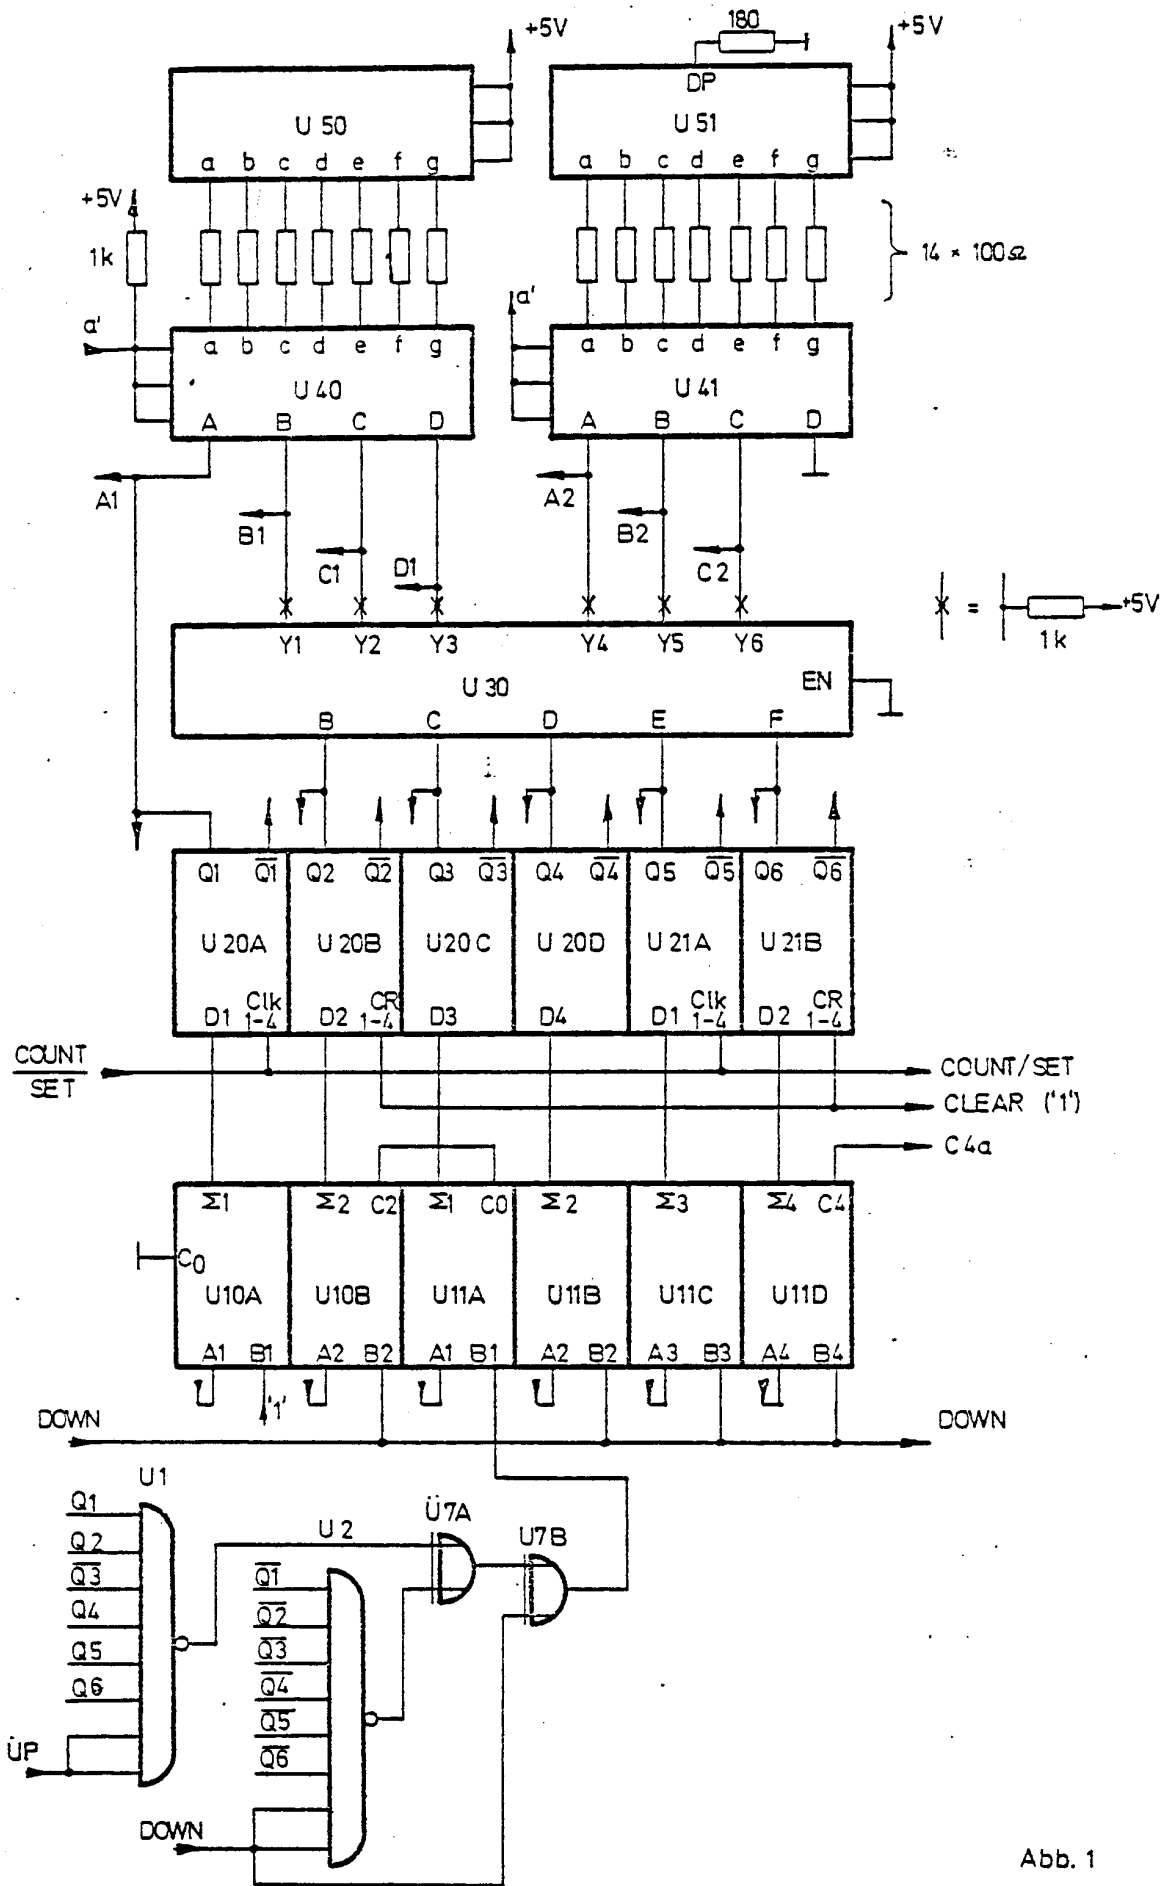 180
+5V +5V
DP
U 50 U 51
a b c d e f g a b c d e f g
+5V
1k 14 × 100Ω
a' a'
a b c d e f g a b c d e f g
U 40 U 41
A B C D A B C D
A1 A2
B1 B2
C1 D1 C2
Y1 Y2 Y3 Y4 Y5 Y6
= +5V
1k
U 30 EN
B C D E F
Q1 Q̅1̅ Q2 Q̅2̅ Q3 Q̅3̅ Q4 Q̅4̅ Q5 Q̅5̅ Q6 Q̅6̅
U 20A U 20B U 20C U 20D U 21A U 21B
D1 Clk 1-4 D2 CR 1-4 D3 D4 D1 Clk 1-4 D2 CR 1-4
COUNT
SET
COUNT/SET
CLEAR ('1')
C4a
Σ1 Σ2 C2 Σ1 C0 Σ2 Σ3 Σ4 C4
C0
U10A U10B U11A U11B U11C U11D
A1 B1 A2 B2 A1 B1 A2 B2 A3 B3 A4 B4
'1'
DOWN DOWN
U1
Q1
Q2
Q̅3̅
Q4
Q5
Q6
UP
U2
Q̅1̅
Q̅2̅
Q̅3̅
Q̅4̅
Q̅5̅
Q̅6̅
DOWN
U7A
U7B
Abb. 1